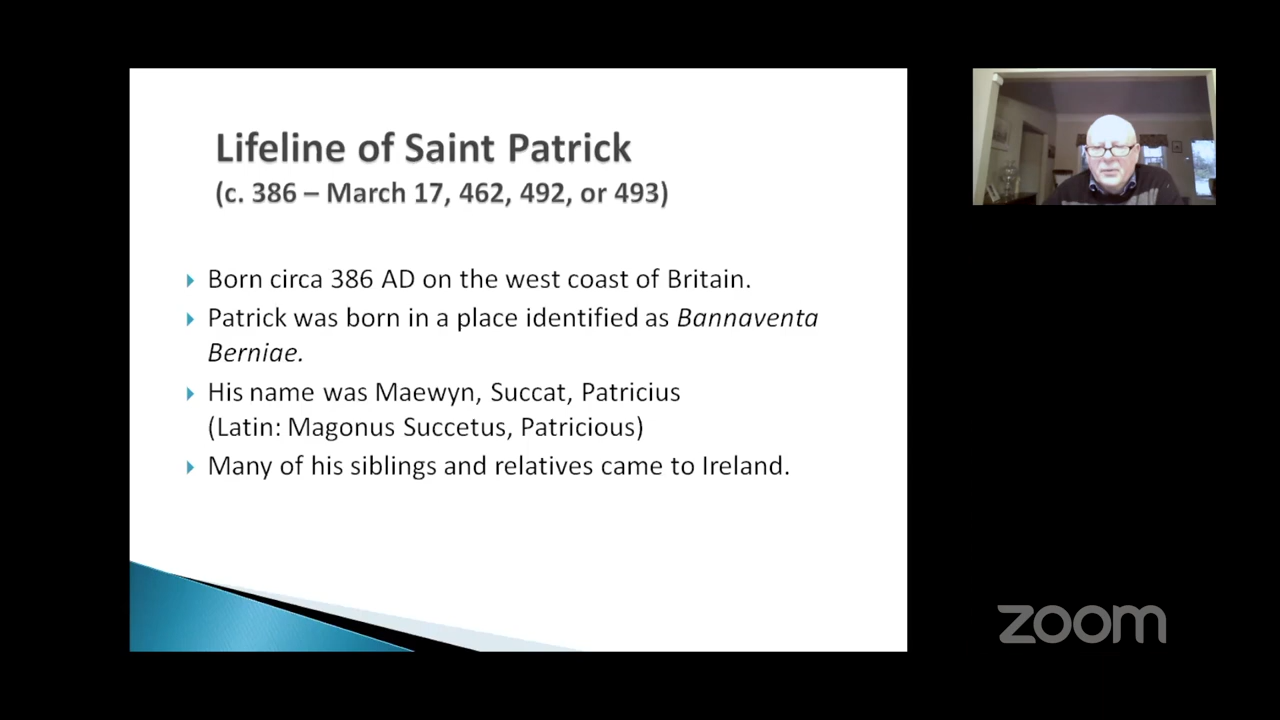 Lifeline of Saint Patrick
(c. 386 – March 17, 462, 492, or 493)
Born circa 386 AD on the west coast of Britain.
Patrick was born in a place identified as Bannaventa
Berniae.
His name was Maewyn, Succat, Patricius
(Latin: Magonus Succetus, Patricious)
Many of his siblings and relatives came to Ireland.
zoom